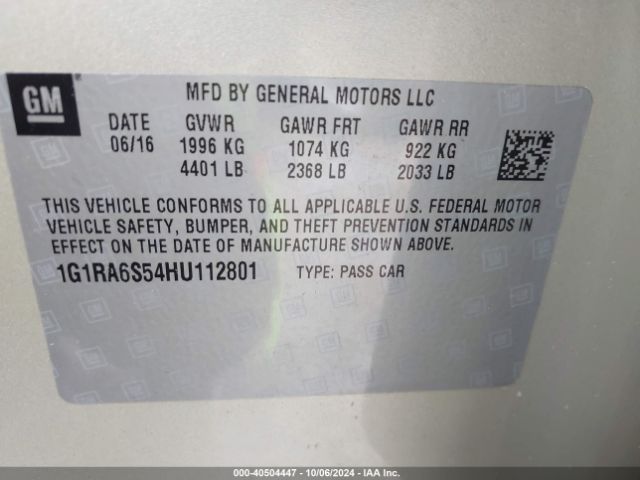 GM
MFD BY GENERAL MOTORS LLC
DATE GVWR GAWR FRT GAWR RR
06/16 1996 KG 1074 KG 922 KG
4401 LB 2368 LB 2033 LB
THIS VEHICLE CONFORMS TO ALL APPLICABLE U.S. FEDERAL MOTOR
VEHICLE SAFETY, BUMPER, AND THEFT PREVENTION STANDARDS IN
EFFECT ON THE DATE OF MANUFACTURE SHOWN ABOVE.
1G1RA6S54HU112801 TYPE: PASS CAR
000-40504447 - 10/06/2024 - IAAI.com